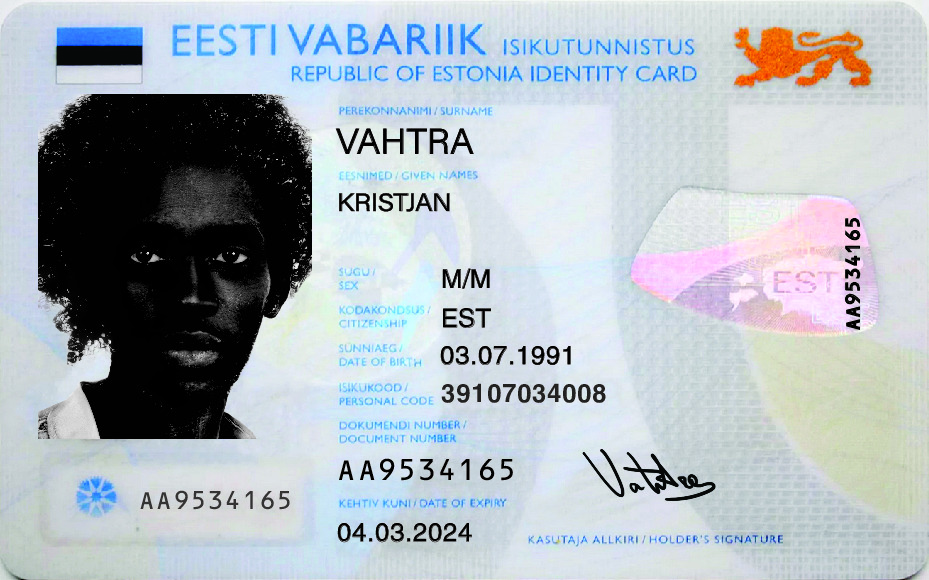 EESTI VABARIIK ISIKUTUNNISTUS
REPUBLIC OF ESTONIA IDENTITY CARD
PEREKONNANIMI / SURNAME
VAHTRA
EESNIMED / GIVEN NAMES
KRISTJAN
SUGU / SEX M/M
KODAKONDSUS / CITIZENSHIP EST
SÜNNIAEG / DATE OF BIRTH 03.07.1991
ISIKUKOOD / PERSONAL CODE 39107034008
DOKUMENDI NUMBER / DOCUMENT NUMBER
AA9534165
KEHTIV KUNI / DATE OF EXPIRY
04.03.2024
KASUTAJA ALLKIRI / HOLDER'S SIGNATURE
AA9534165
EST
AA9534165